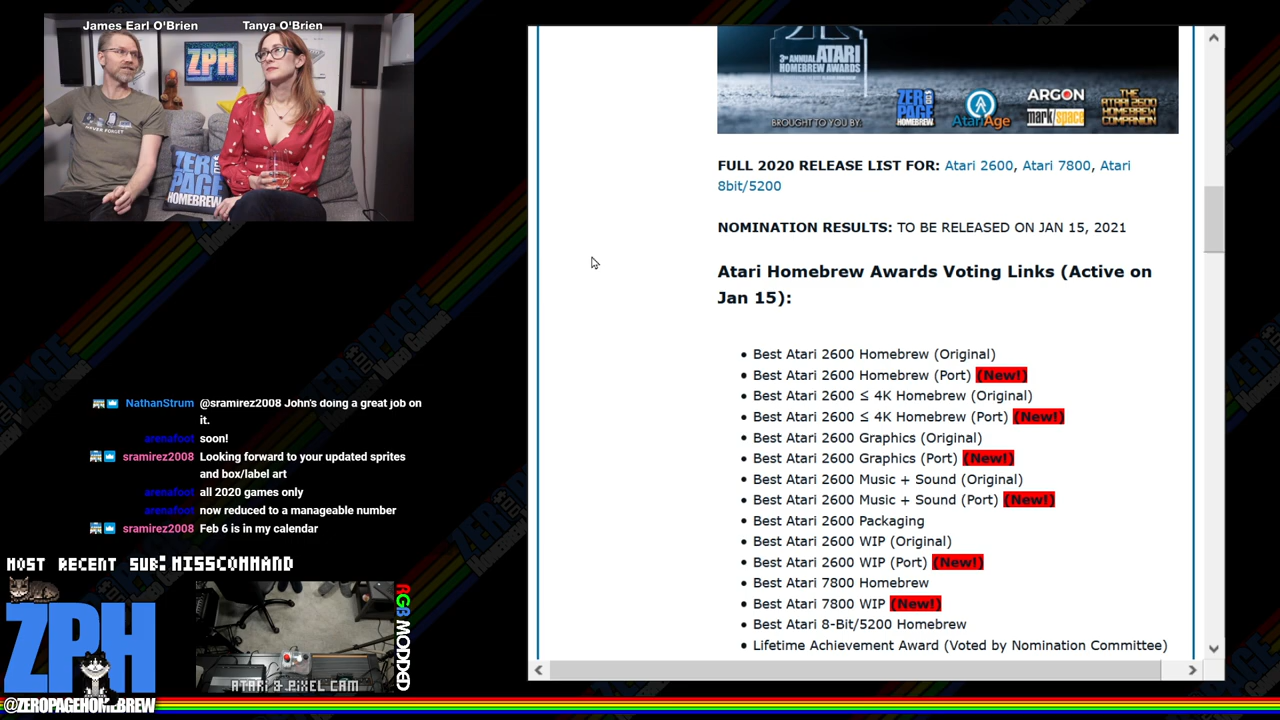 James Earl O'Brien
Tanya O'Brien
ZPH
NEVER FORGET
ZERO PAGE
HOMEBREW
3RD ANNUAL ATARI
HOMEBREW AWARDS
BROUGHT TO YOU BY:
ZERO PAGE
HOMEBREW
AtariAge
ARGON
mark space
THE
ATARI 2600
HOMEBREW
COMPANION
FULL 2020 RELEASE LIST FOR: Atari 2600, Atari 7800, Atari
8bit/5200
NOMINATION RESULTS: TO BE RELEASED ON JAN 15, 2021
Atari Homebrew Awards Voting Links (Active on
Jan 15):
• Best Atari 2600 Homebrew (Original)
• Best Atari 2600 Homebrew (Port) (New!)
• Best Atari 2600 ≤ 4K Homebrew (Original)
• Best Atari 2600 ≤ 4K Homebrew (Port) (New!)
• Best Atari 2600 Graphics (Original)
• Best Atari 2600 Graphics (Port) (New!)
• Best Atari 2600 Music + Sound (Original)
• Best Atari 2600 Music + Sound (Port) (New!)
• Best Atari 2600 Packaging
• Best Atari 2600 WIP (Original)
• Best Atari 2600 WIP (Port) (New!)
• Best Atari 7800 Homebrew
• Best Atari 7800 WIP (New!)
• Best Atari 8-Bit/5200 Homebrew
• Lifetime Achievement Award (Voted by Nomination Committee)
NathanStrum @sramirez2008 John's doing a great job on
it.
arenafoot soon!
sramirez2008 Looking forward to your updated sprites
and box/label art
arenafoot all 2020 games only
arenafoot now reduced to a manageable number
sramirez2008 Feb 6 is in my calendar
MOST RECENT SUB: MISSCOMMAND
ZPH
@ZEROPAGEHOMEBREW
ATARI & PIXEL CAM
RGB MODDED